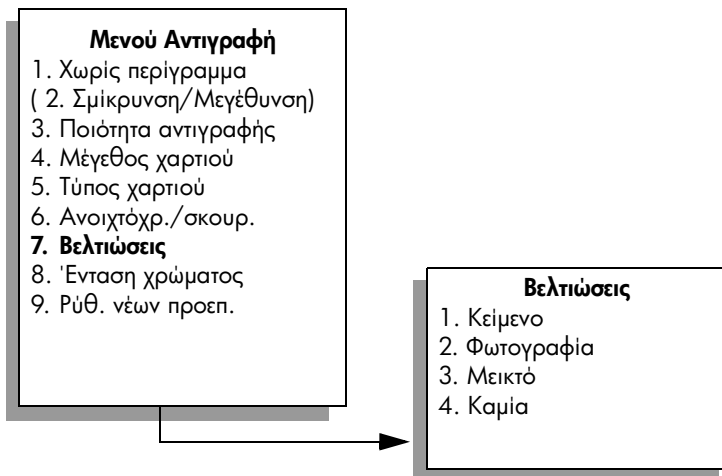 Μενού Αντιγραφή
1. Χωρίς περίγραμμα
( 2. Σμίκρυνση/Μεγέθυνση)
3. Ποιότητα αντιγραφής
4. Μέγεθος χαρτιού
5. Τύπος χαρτιού
6. Ανοιχτόχρ./σκουρ.
7. Βελτιώσεις
8. 'Ενταση χρώματος
9. Ρύθ. νέων προεπ.
Βελτιώσεις
1. Κείμενο
2. Φωτογραφία
3. Μεικτό
4. Καμία